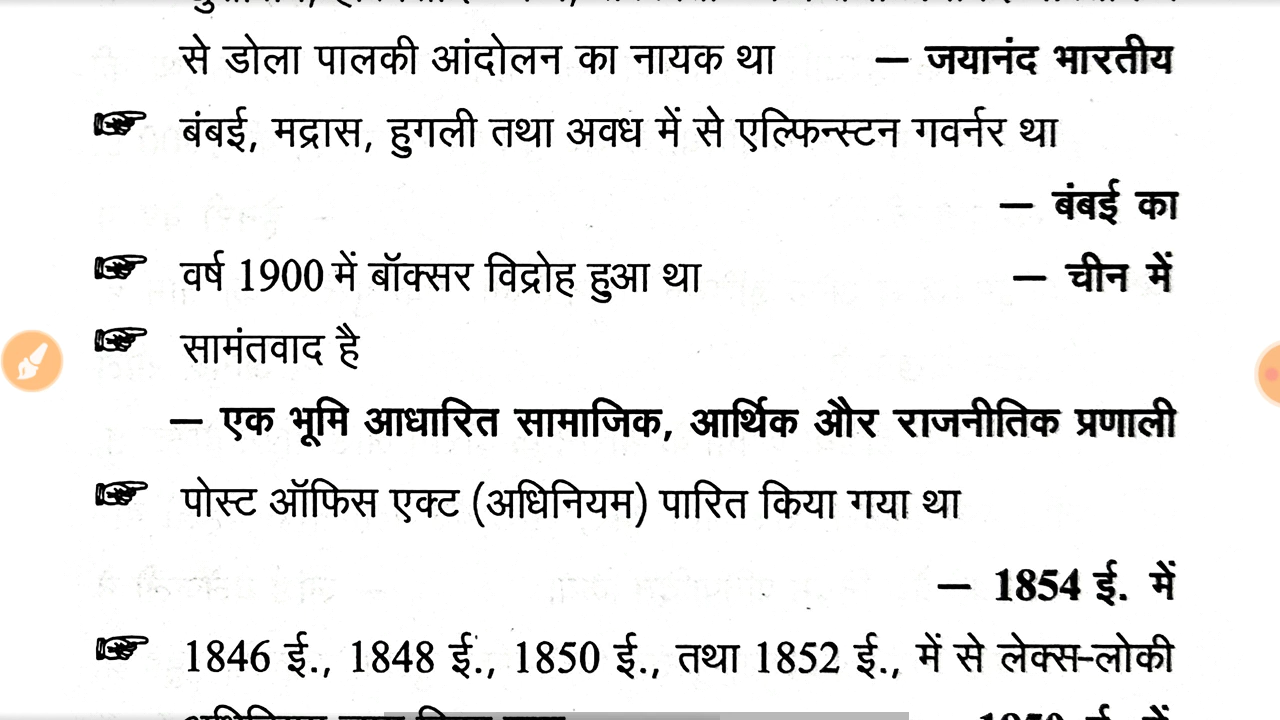 से डोला पालकी आंदोलन का नायक था — जयानंद भारतीय
बंबई, मद्रास, हुगली तथा अवध में से एल्फिन्स्टन गवर्नर था
— बंबई का
वर्ष 1900 में बॉक्सर विद्रोह हुआ था — चीन में
सामंतवाद है
— एक भूमि आधारित सामाजिक, आर्थिक और राजनीतिक प्रणाली
पोस्ट ऑफिस एक्ट (अधिनियम) पारित किया गया था
— 1854 ई. में
1846 ई., 1848 ई., 1850 ई., तथा 1852 ई., में से लेक्स-लोकी